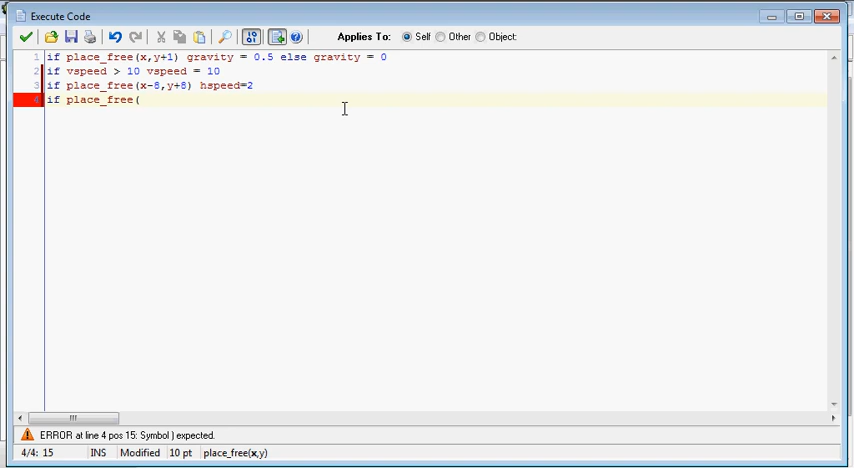 Execute Code
Applies To: Self Other Object:
1 if place_free(x,y+1) gravity = 0.5 else gravity = 0
2 if vspeed > 10 vspeed = 10
3 if place_free(x-8,y+8) hspeed=2
4 if place_free(
ERROR at line 4 pos 15: Symbol ) expected.
4/4: 15 INS Modified 10 pt place_free(x,y)